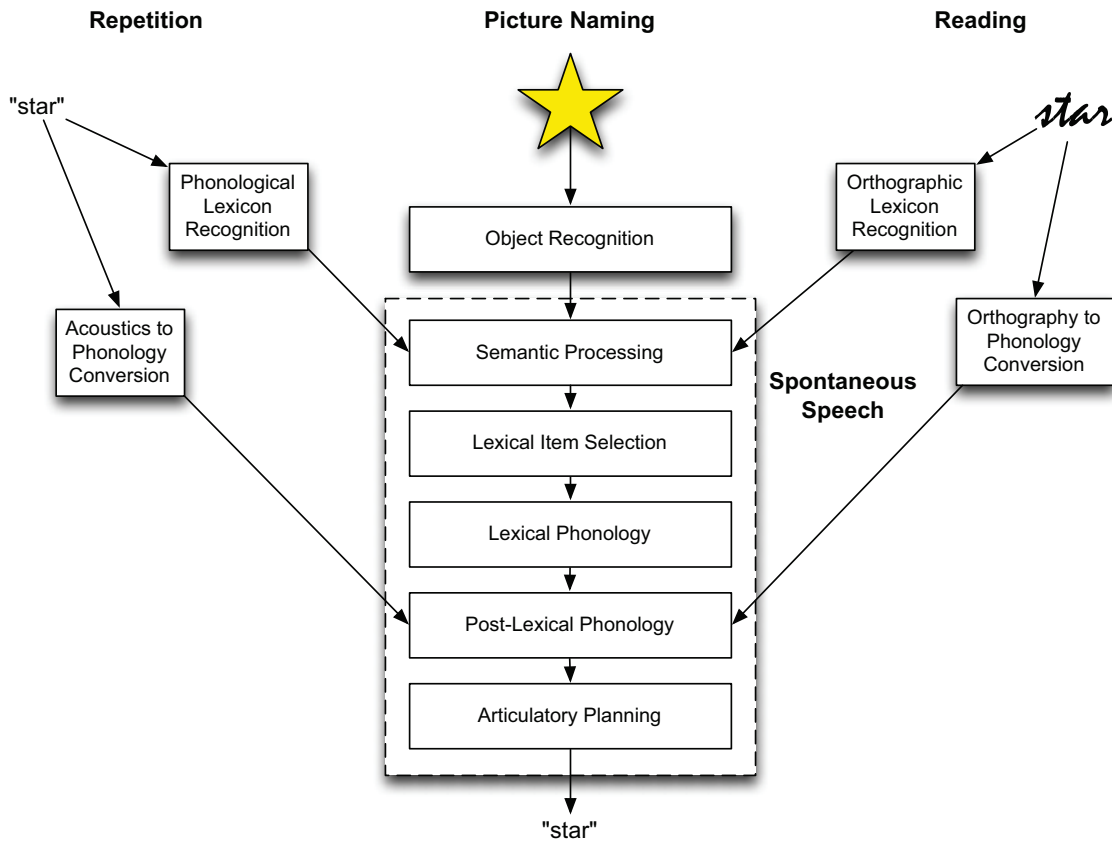 Repetition
Picture Naming
Reading
"star"
star
Phonological
Lexicon
Recognition
Orthographic
Lexicon
Recognition
Object Recognition
Acoustics to
Phonology
Conversion
Semantic Processing
Orthography to
Phonology
Conversion
Spontaneous
Speech
Lexical Item Selection
Lexical Phonology
Post-Lexical Phonology
Articulatory Planning
"star"